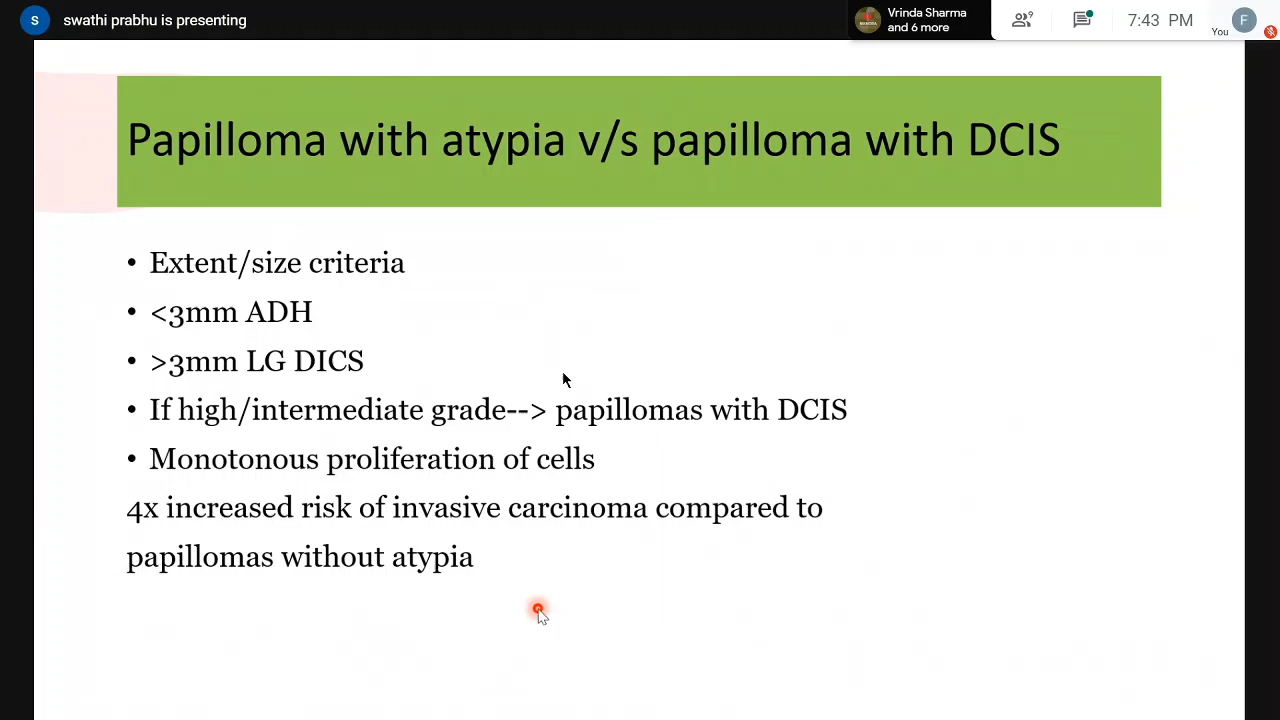 S swathi prabhu is presenting
Vrinda Sharma
and 6 more
9
7:43 PM
You
F
Papilloma with atypia v/s papilloma with DCIS
• Extent/size criteria
• <3mm ADH
• >3mm LG DICS
• If high/intermediate grade--> papillomas with DCIS
• Monotonous proliferation of cells
4x increased risk of invasive carcinoma compared to
papillomas without atypia